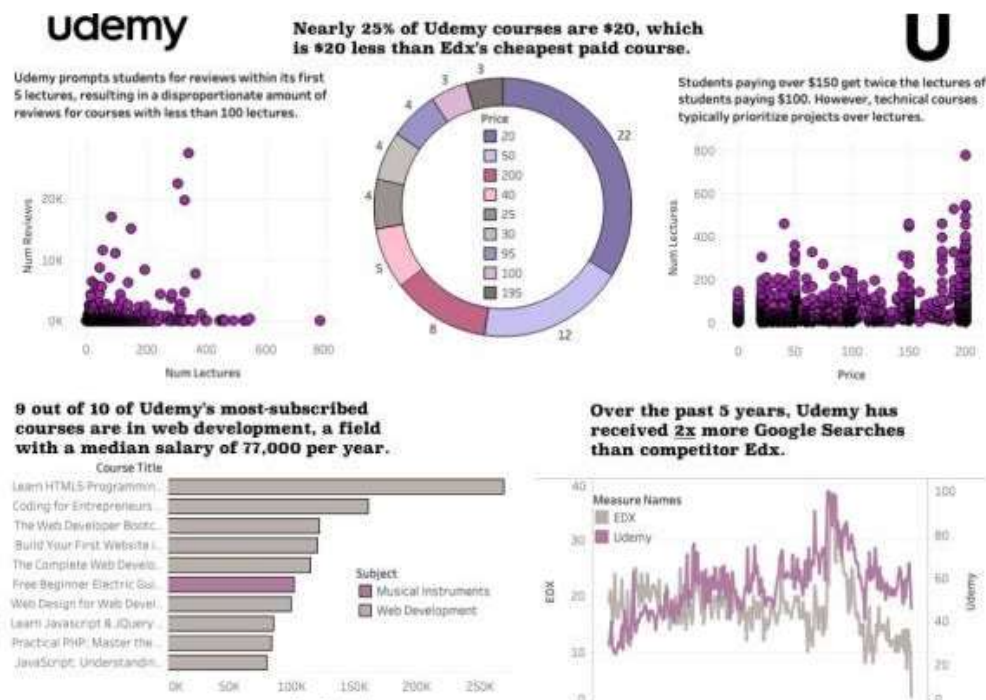 udemy
Nearly 25% of Udemy courses are $20, which
is $20 less than Edx's cheapest paid course.
U
Udemy prompts students for reviews within its first
5 lectures, resulting in a disproportionate amount of
reviews for courses with less than 100 lectures.
Students paying over $150 get twice the lectures of
students paying $100. However, technical courses
typically prioritize projects over lectures.
20K
10K
0K
Num Reviews
0 200 400 600 800
Num Lectures
3
3
4
4
4
5
8
12
22
Price
20
50
200
40
25
30
95
100
195
800
600
400
200
0
Num Lectures
0 50 100 150 200
Price
9 out of 10 of Udemy's most-subscribed
courses are in web development, a field
with a median salary of 77,000 per year.
Course Title
Learn HTML5 Programmin..
Coding for Entrepreneurs ..
The Web Developer Bootc..
Build Your First Website i..
The Complete Web Develo..
Free Beginner Electric Gui..
Web Design for Web Devel..
Learn Javascript & JQuery ..
Practical PHP: Master the ..
JavaScript: Understandin..
0K 50K 100K 150K 200K 250K
Subject
Musical Instruments
Web Development
Over the past 5 years, Udemy has
received 2x more Google Searches
than competitor Edx.
Measure Names
EDX
Udemy
40
30
20
10
0
EDX
100
80
60
40
20
0
Udemy